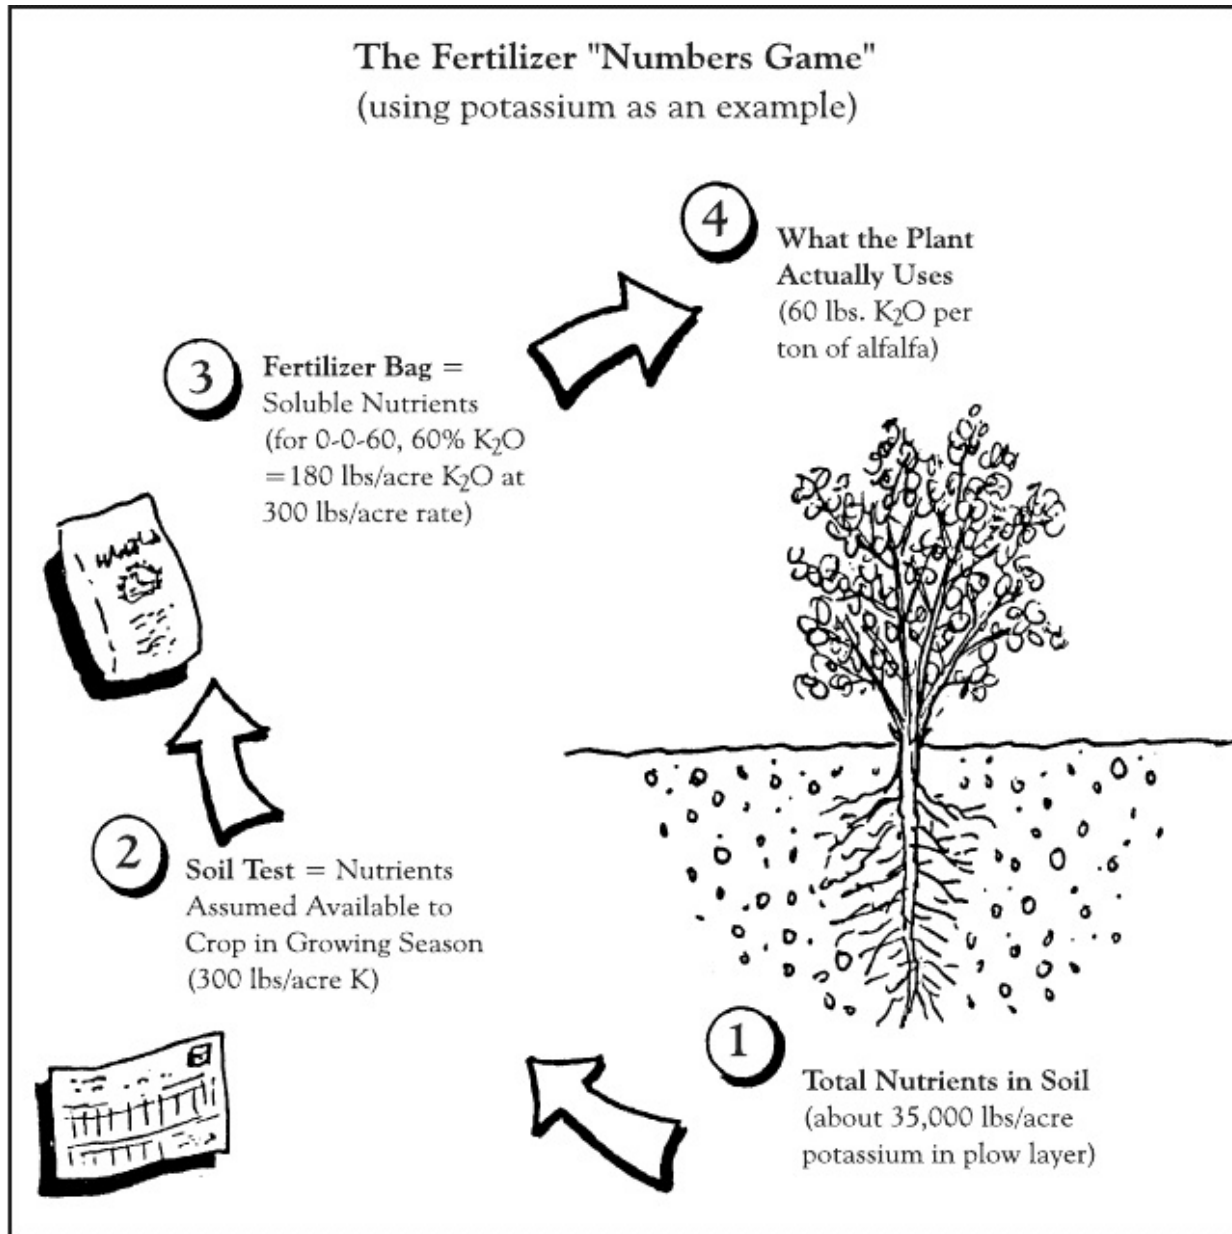 The Fertilizer "Numbers Game"
(using potassium as an example)
4
What the Plant
Actually Uses
(60 lbs. K₂O per
ton of alfalfa)
3
Fertilizer Bag =
Soluble Nutrients
(for 0-0-60, 60% K₂O
=180 lbs/acre K₂O at
300 lbs/acre rate)
2
Soil Test = Nutrients
Assumed Available to
Crop in Growing Season
(300 lbs/acre K)
1
Total Nutrients in Soil
(about 35,000 lbs/acre
potassium in plow layer)